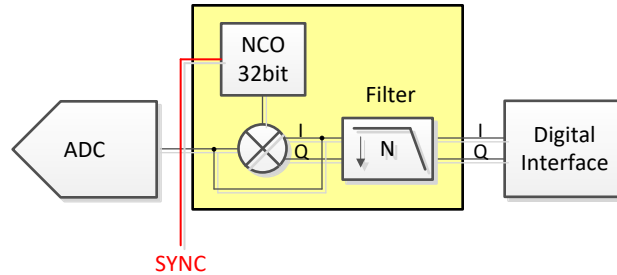 NCO
32bit
Filter
ADC
I
Q
N
I
Q
Digital
Interface
SYNC